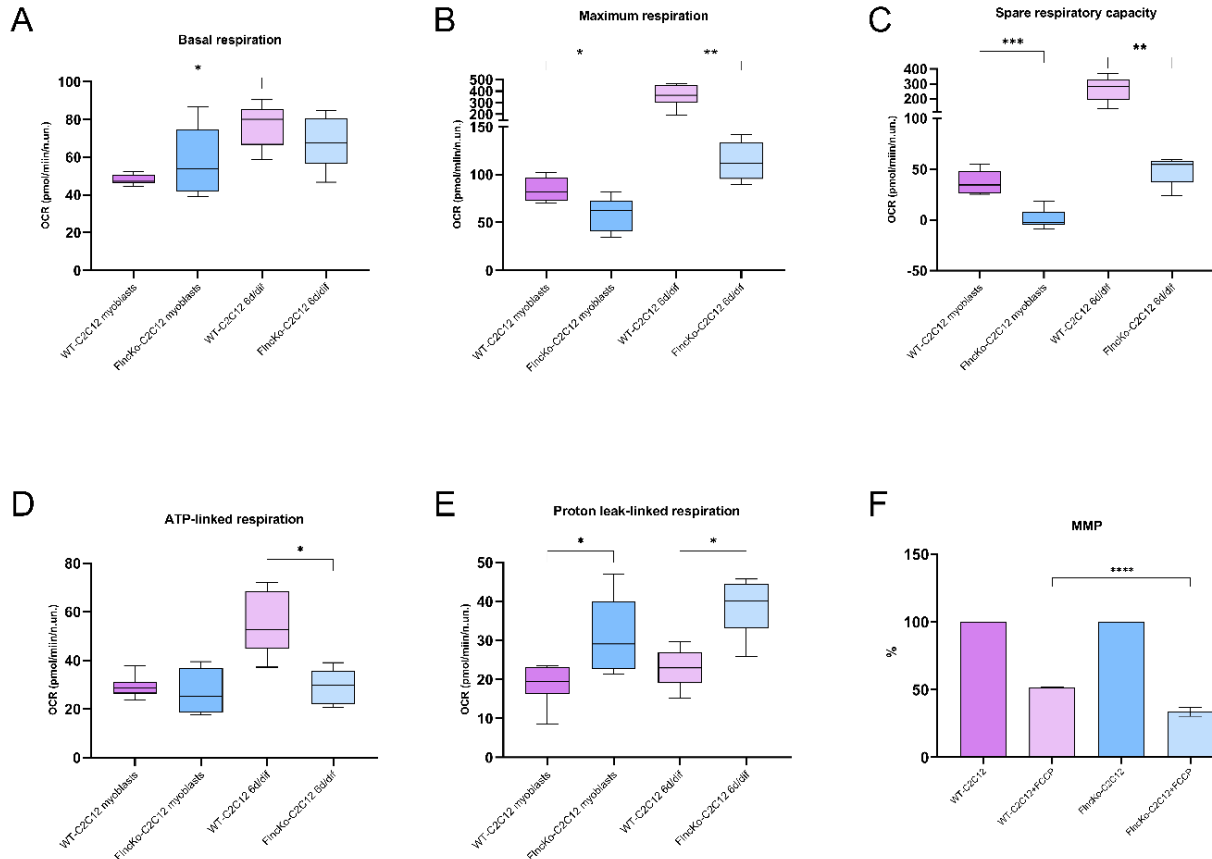 A
Basal respiration
*
OCR (pmol/miin/n.un.)
100
80
60
40
20
0
WT-C2C12 myoblasts
FlncKo-C2C12 myoblasts
WT-C2C12 6d/dif
FlncKo-C2C12 6d/dif
B
Maximum respiration
*
**
OCR (pmol/miin/n.un.)
500
400
300
200
100
150
100
50
0
WT-C2C12 myoblasts
FlncKo-C2C12 myoblasts
WT-C2C12 6d/dif
FlncKo-C2C12 6d/dif
C
Spare respiratory capacity
***
**
OCR (pmol/miin/n.un.)
400
300
200
100
50
0
-50
WT-C2C12 myoblasts
FlncKo-C2C12 myoblasts
WT-C2C12 6d/dif
FlncKo-C2C12 6d/dif
D
ATP-linked respiration
*
OCR (pmol/miin/n.un.)
80
60
40
20
0
WT-C2C12 myoblasts
FlncKo-C2C12 myoblasts
WT-C2C12 6d/dif
FlncKo-C2C12 6d/dif
E
Proton leak-linked respiration
*
*
OCR (pmol/miin/n.un.)
50
40
30
20
10
0
WT-C2C12 myoblasts
FlncKo-C2C12 myoblasts
WT-C2C12 6d/dif
FlncKo-C2C12 6d/dif
F
MMP
****
%
150
100
50
0
WT-C2C12
WT-C2C12+FCCP
FlncKo-C2C12
FlncKo-C2C12+FCCP